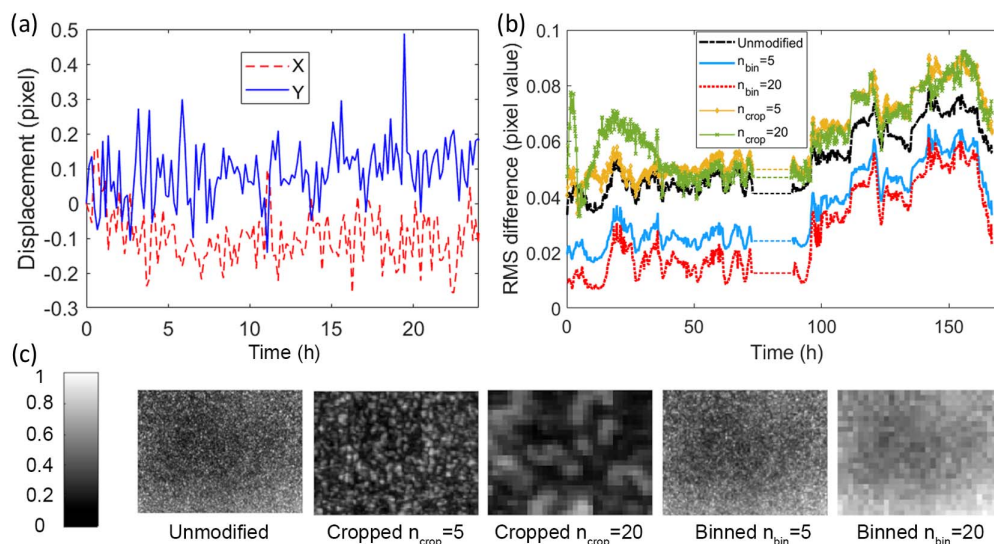 (a)
0.5
0.4
0.3
0.2
0.1
0
-0.1
-0.2
-0.3
Displacement (pixel)
X
Y
0
5
10
15
20
Time (h)
(b)
0.1
0.08
0.06
0.04
0.02
0
RMS difference (pixel value)
Unmodified
n_bin=5
n_bin=20
n_crop=5
n_crop=20
0
50
100
150
Time (h)
(c)
1
0.8
0.6
0.4
0.2
0
Unmodified
Cropped n_crop=5
Cropped n_crop=20
Binned n_bin=5
Binned n_bin=20